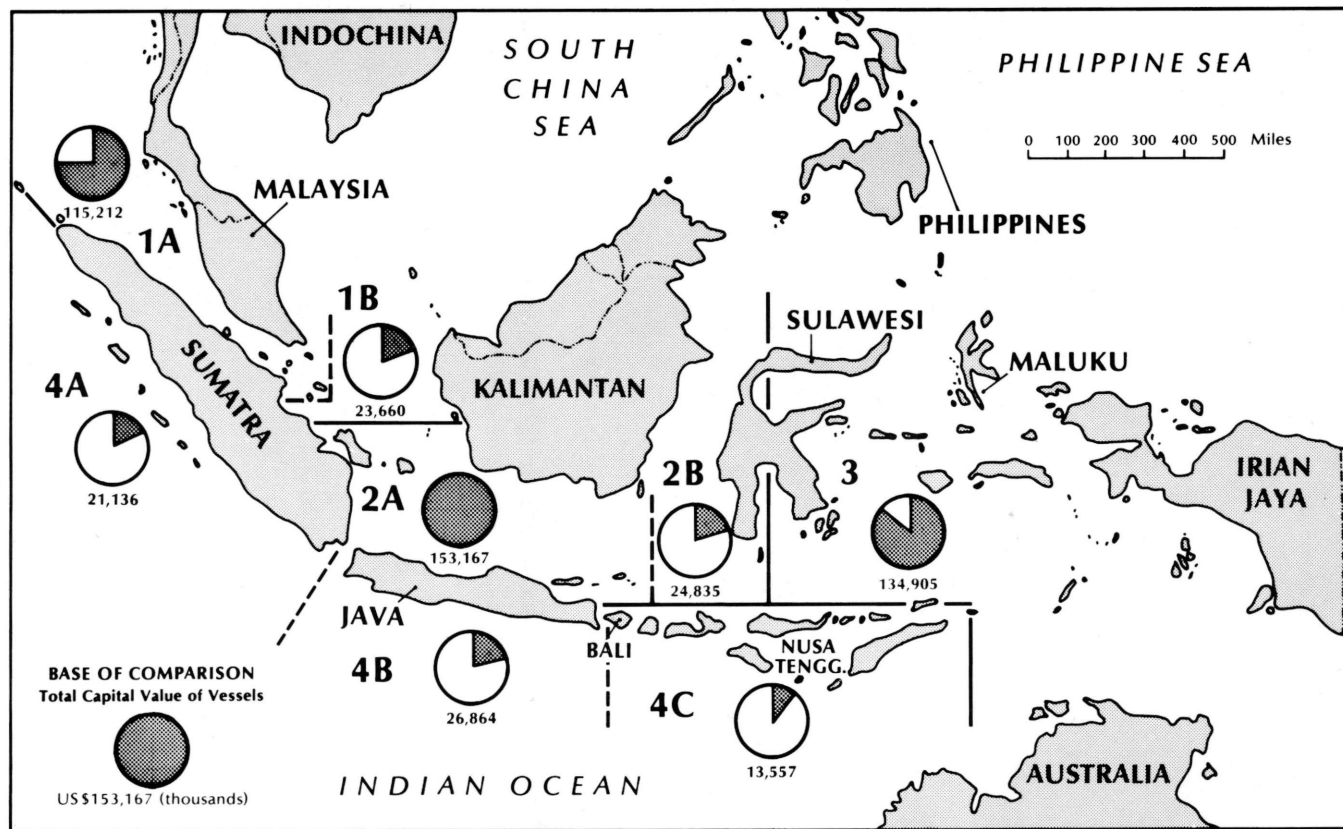 INDOCHINA
SOUTH
CHINA
SEA
PHILIPPINE SEA
0 100 200 300 400 500 Miles
115,212
1A
MALAYSIA
PHILIPPINES
1B
23,660
SUMATRA
4A
21,136
KALIMANTAN
SULAWESI
MALUKU
2A
153,167
2B
24,835
3
134,905
IRIAN
JAYA
JAVA
BALI
NUSA
TENGG.
4B
26,864
4C
13,557
BASE OF COMPARISON
Total Capital Value of Vessels
US$153,167 (thousands)
INDIAN OCEAN
AUSTRALIA